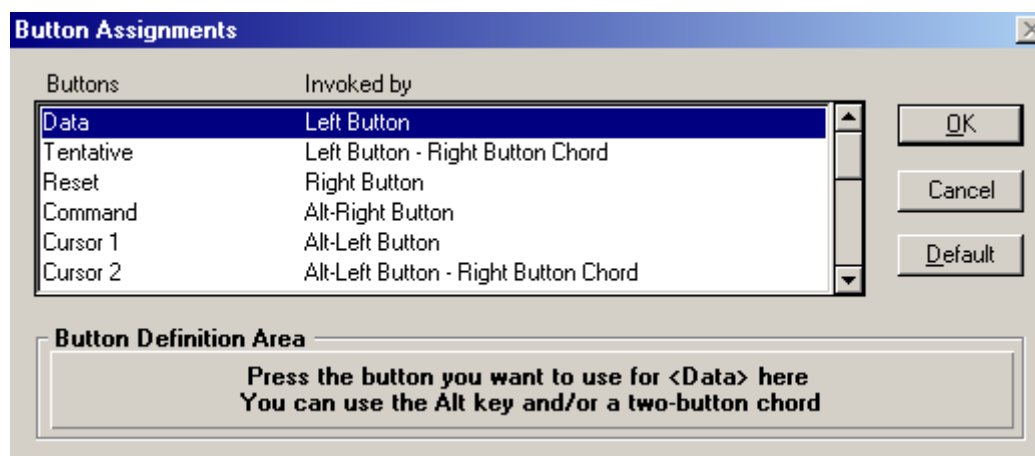 Button Assignments
Buttons Invoked by
Data Left Button
Tentative Left Button - Right Button Chord
Reset Right Button
Command Alt-Right Button
Cursor 1 Alt-Left Button
Cursor 2 Alt-Left Button - Right Button Chord
OK
Cancel
Default
Button Definition Area
Press the button you want to use for <Data> here
You can use the Alt key and/or a two-button chord